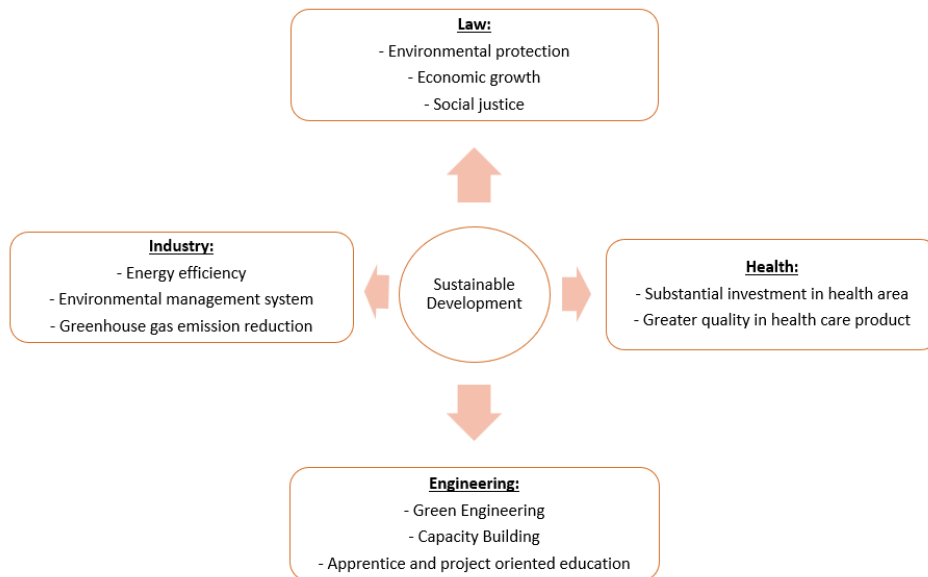 Law:
- Environmental protection
- Economic growth
- Social justice
Industry:
- Energy efficiency
- Environmental management system
- Greenhouse gas emission reduction
Sustainable
Development
Health:
- Substantial investment in health area
- Greater quality in health care product
Engineering:
- Green Engineering
- Capacity Building
- Apprentice and project oriented education